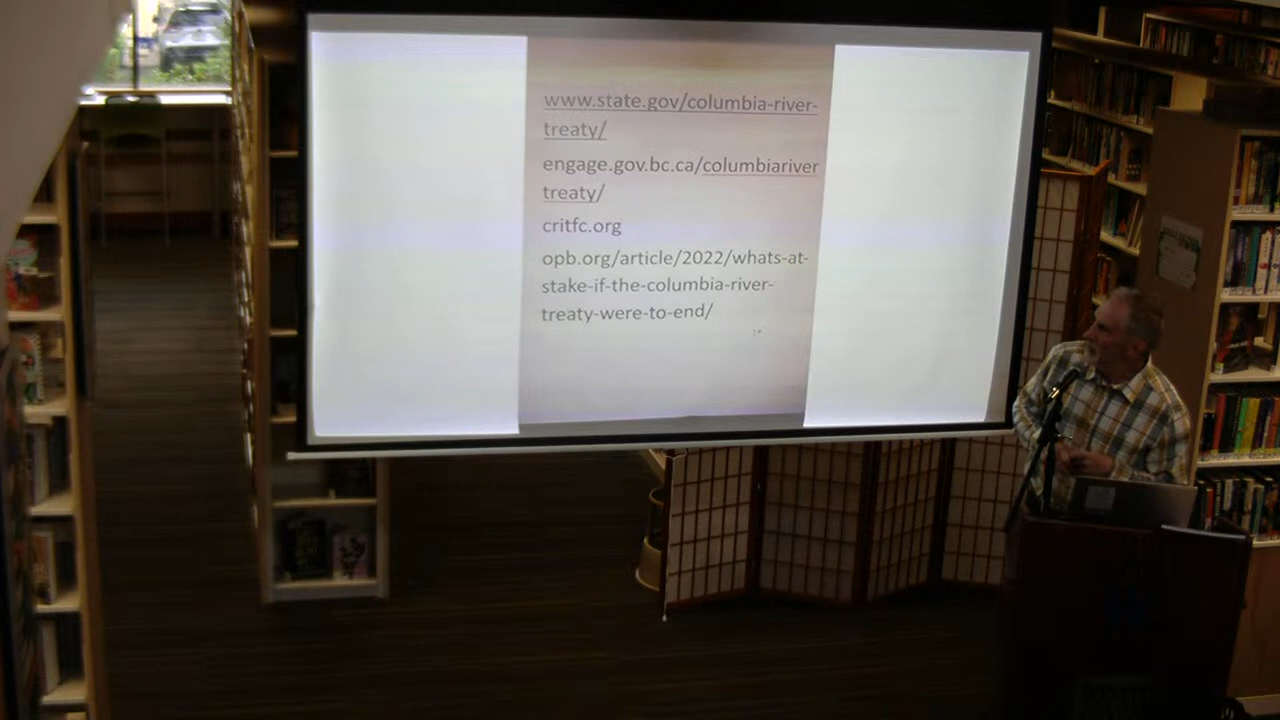 www.state.gov/columbia-river-
treaty/
engage.gov.bc.ca/columbiariver
treaty/
critfc.org
opb.org/article/2022/whats-at-
stake-if-the-columbia-river-
treaty-were-to-end/